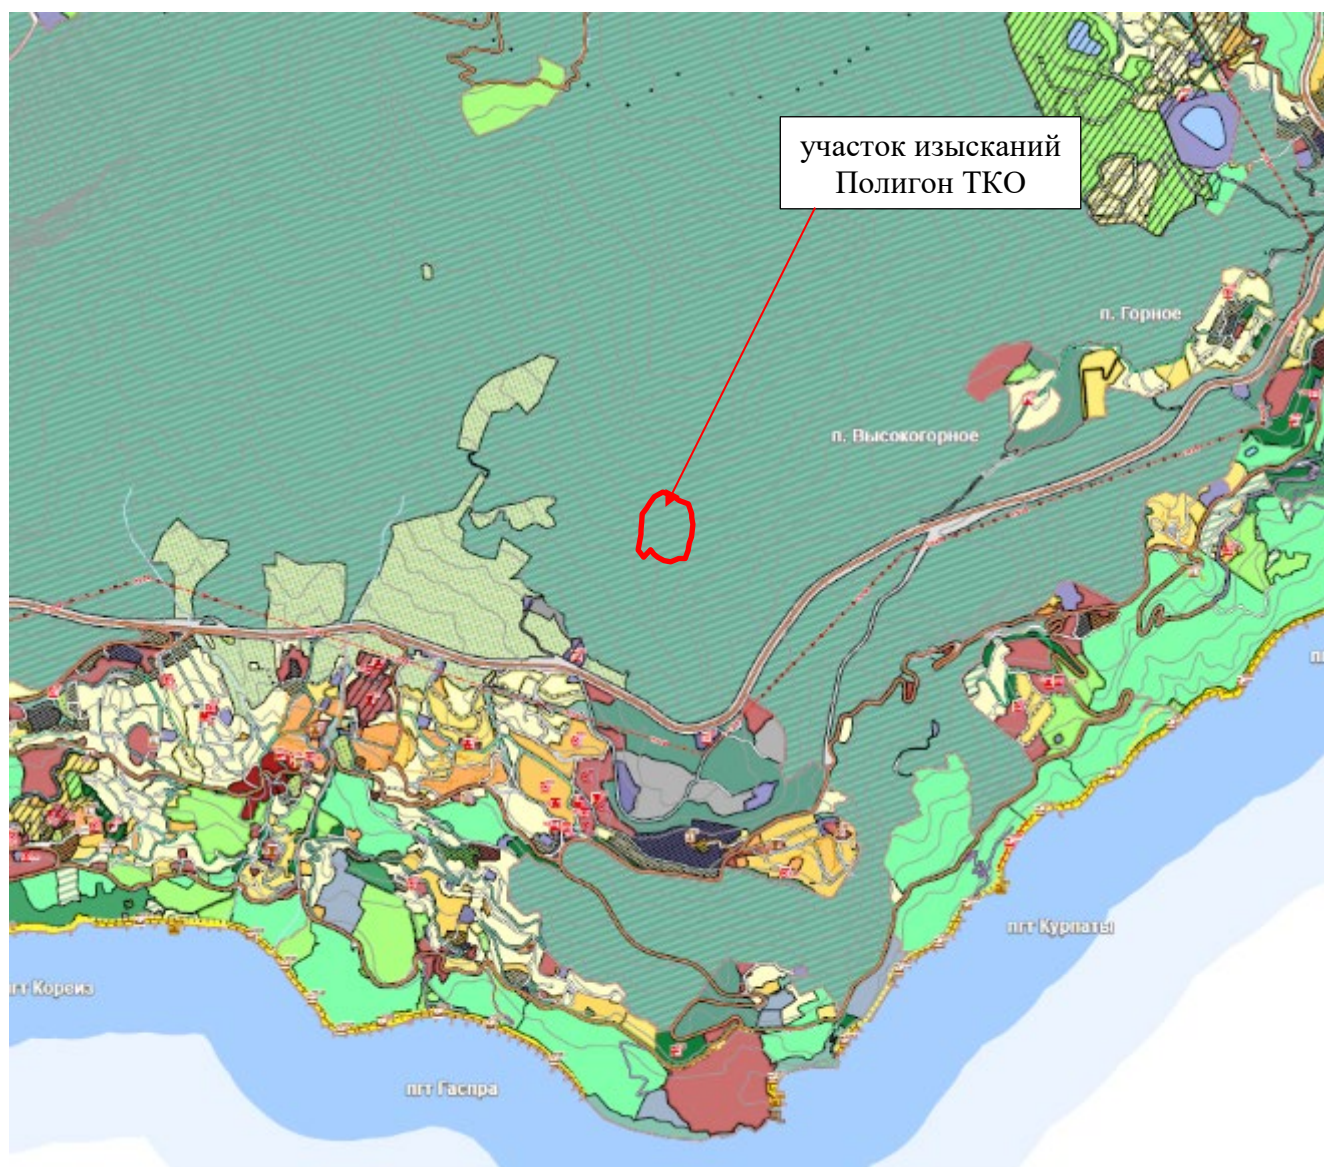 участок изысканий
Полигон ТКО
п. Горное
п. Высокогорное
пгт Курпаты
пгт Кореиз
пгт Гаспра